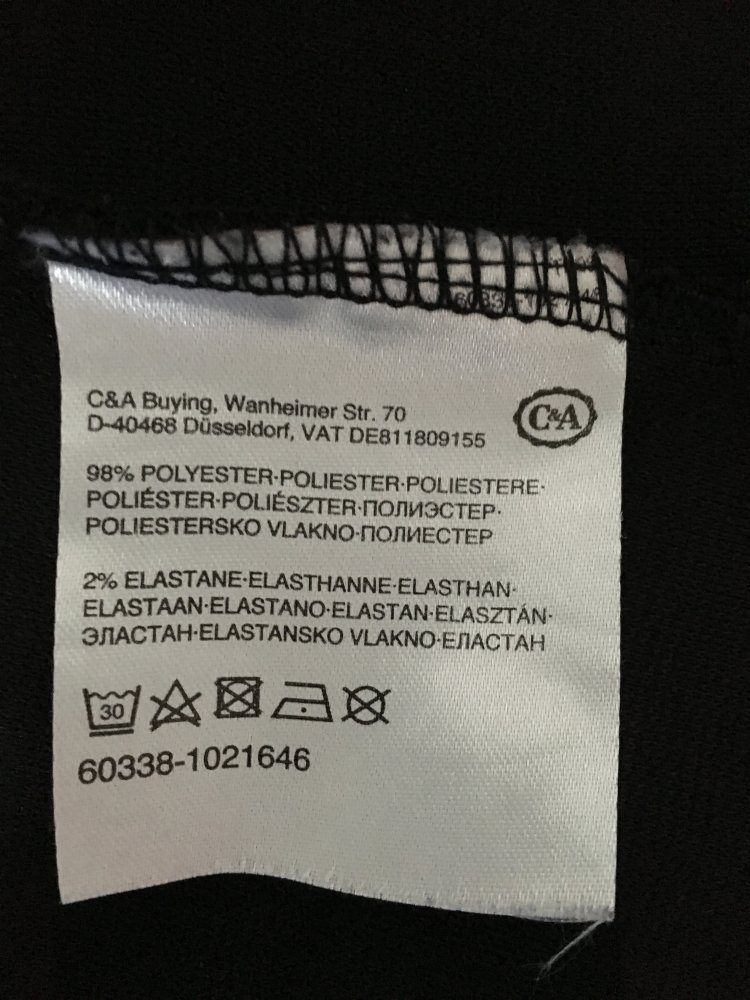 C&A Buying, Wanheimer Str. 70
D-40468 Düsseldorf, VAT DE811809155
C&A
98% POLYESTER·POLIESTER·POLIESTERE·
POLIÉSTER·POLIÉSZTER·ПОЛИЭСТЕР·
POLIESTERSKO VLAKNO·ПОЛИЕСТЕР
2% ELASTANE·ELASTHANNE·ELASTHAN·
ELASTAAN·ELASTANO·ELASTAN·ELASZTÁN·
ЭЛАСТАН·ELASTANSKO VLAKNO·ЕЛАСТАН
30
60338-1021646